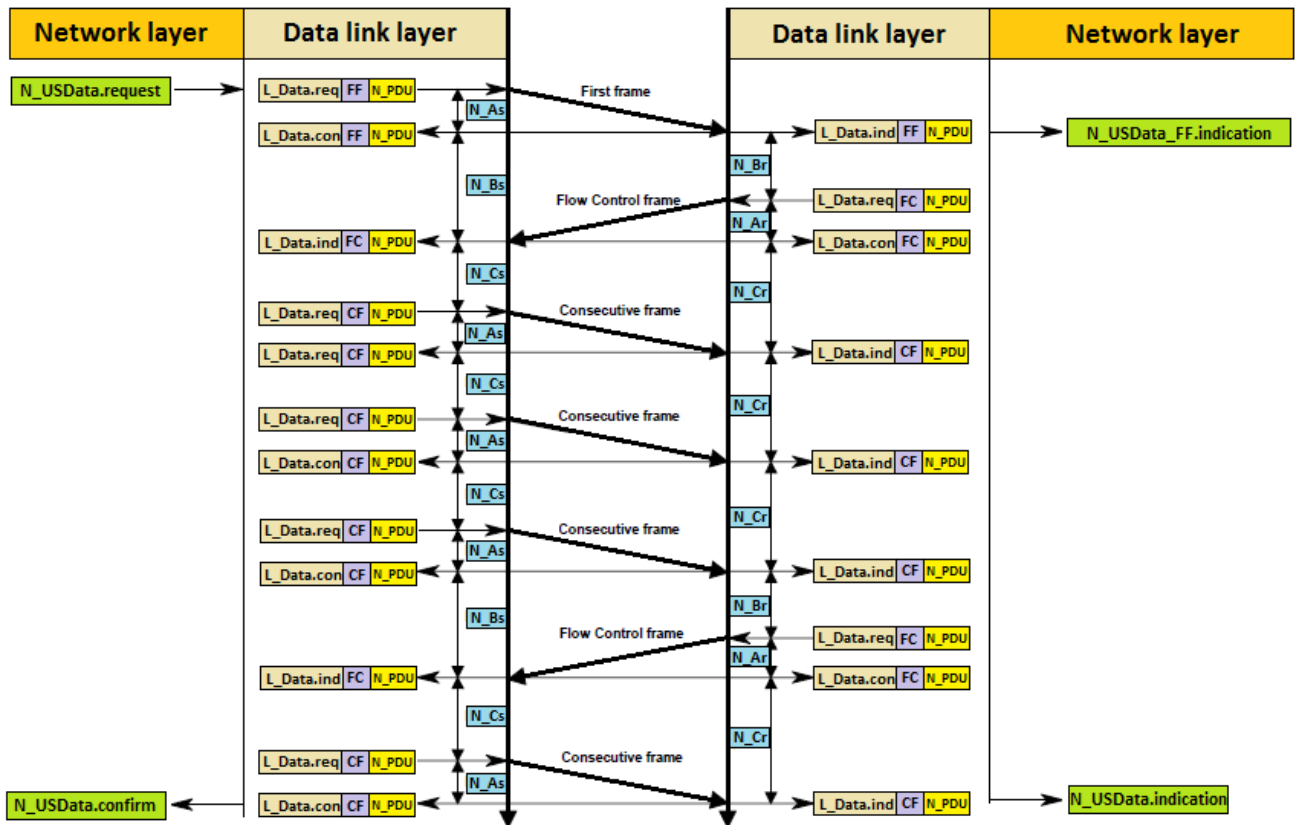 Network layer Data link layer Data link layer Network layer
N_USData.request L_Data.req FF N_PDU First frame
N_As
L_Data.con FF N_PDU L_Data.ind FF N_PDU N_USData_FF.indication
N_Br
N_Bs
Flow Control frame L_Data.req FC N_PDU
N_Ar
L_Data.ind FC N_PDU L_Data.con FC N_PDU
N_Cs
N_Cr
L_Data.req CF N_PDU Consecutive frame
N_As
L_Data.req CF N_PDU L_Data.ind CF N_PDU
N_Cs
N_Cr
L_Data.req CF N_PDU Consecutive frame
N_As
L_Data.con CF N_PDU L_Data.ind CF N_PDU
N_Cs
N_Cr
L_Data.req CF N_PDU Consecutive frame
N_As
L_Data.con CF N_PDU L_Data.ind CF N_PDU
N_Br
N_Bs
Flow Control frame L_Data.req FC N_PDU
N_Ar
L_Data.ind FC N_PDU L_Data.con FC N_PDU
N_Cs
N_Cr
L_Data.req CF N_PDU Consecutive frame
N_As
N_USData.confirm L_Data.con CF N_PDU L_Data.ind CF N_PDU N_USData.indication